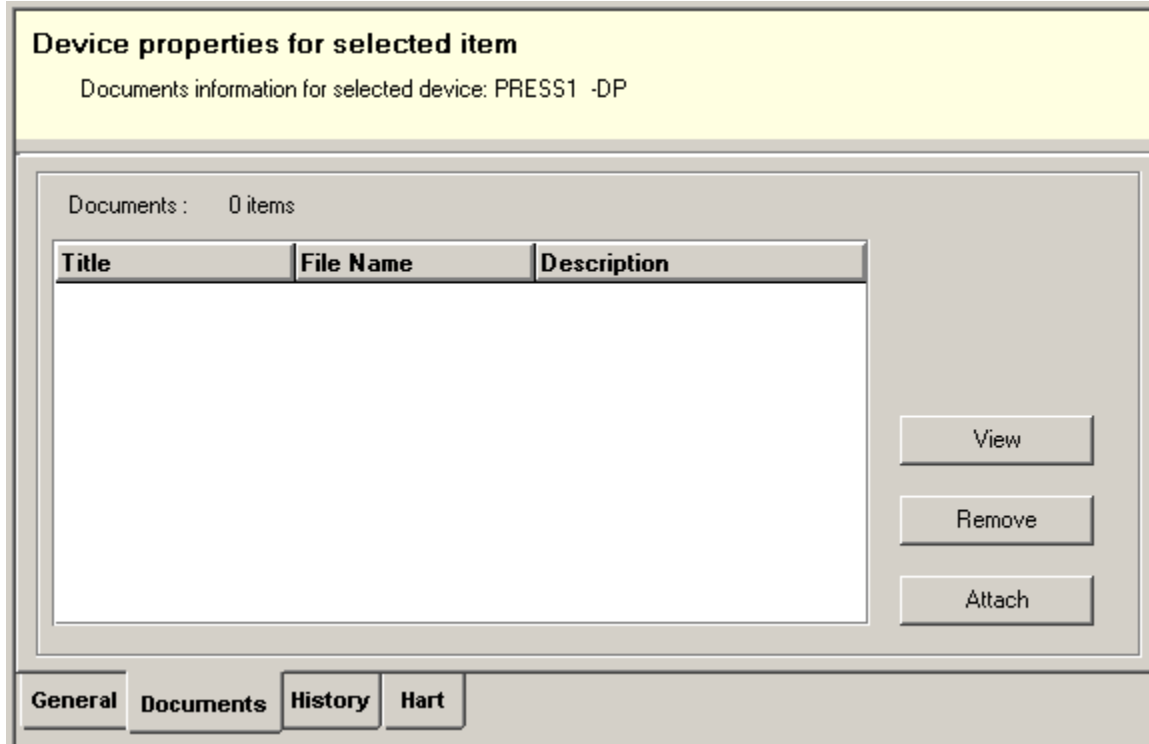 Device properties for selected item
Documents information for selected device: PRESS1 -DP
Documents : 0 items
Title File Name Description
View
Remove
Attach
General Documents History Hart